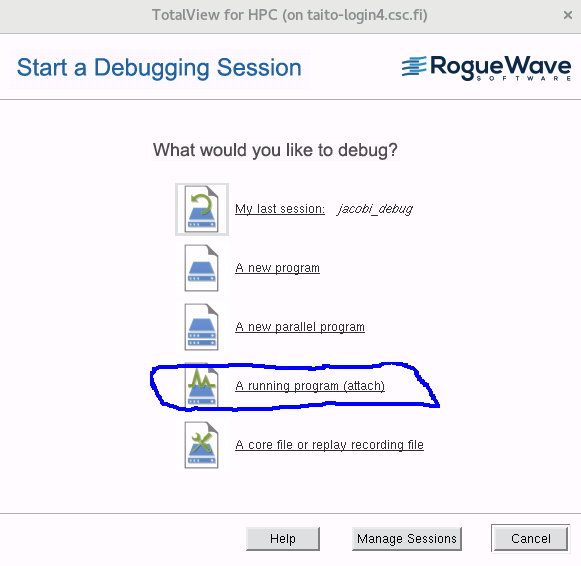 TotalView for HPC (on taito-login4.csc.fi)
Start a Debugging Session
RogueWave
SOFTWARE
What would you like to debug?
My last session: jacobi_debug
A new program
A new parallel program
A running program (attach)
A core file or replay recording file
Help Manage Sessions Cancel